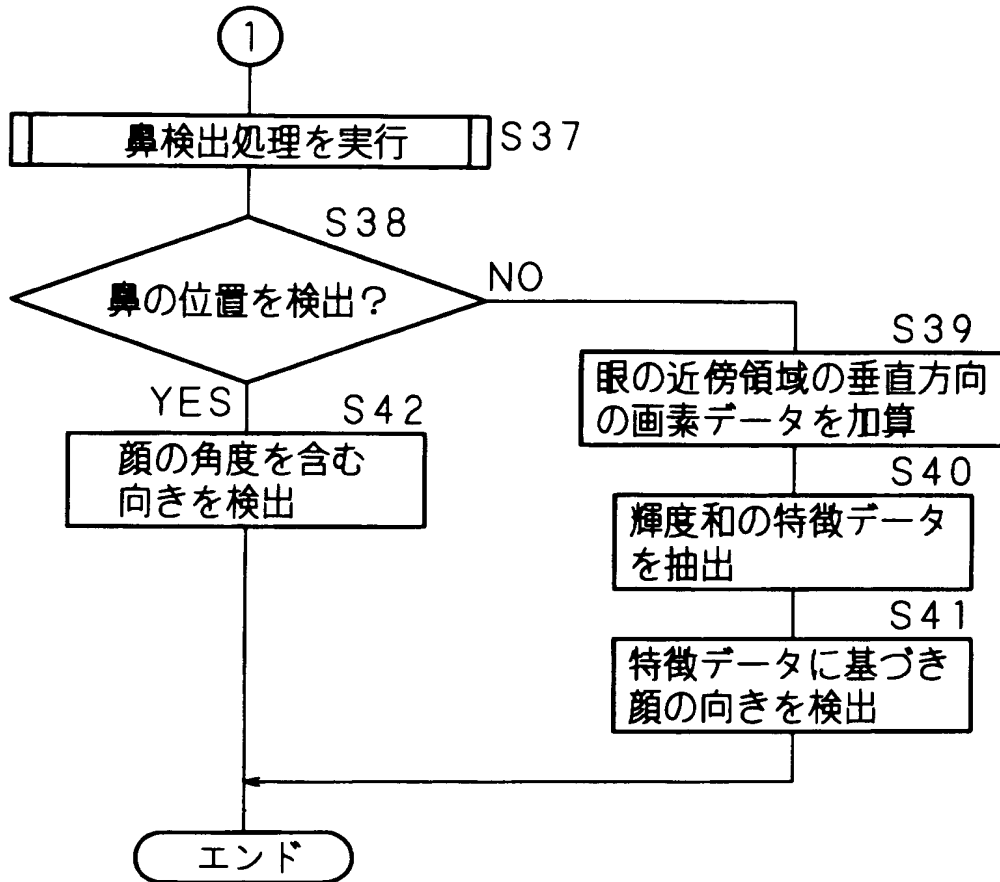 1
鼻検出処理を実行
S37
S38
鼻の位置を検出?
NO
YES
S39
眼の近傍領域の垂直方向
の画素データを加算
S42
顔の角度を含む
向きを検出
S40
輝度和の特徴データ
を抽出
S41
特徴データに基づき
顔の向きを検出
エンド